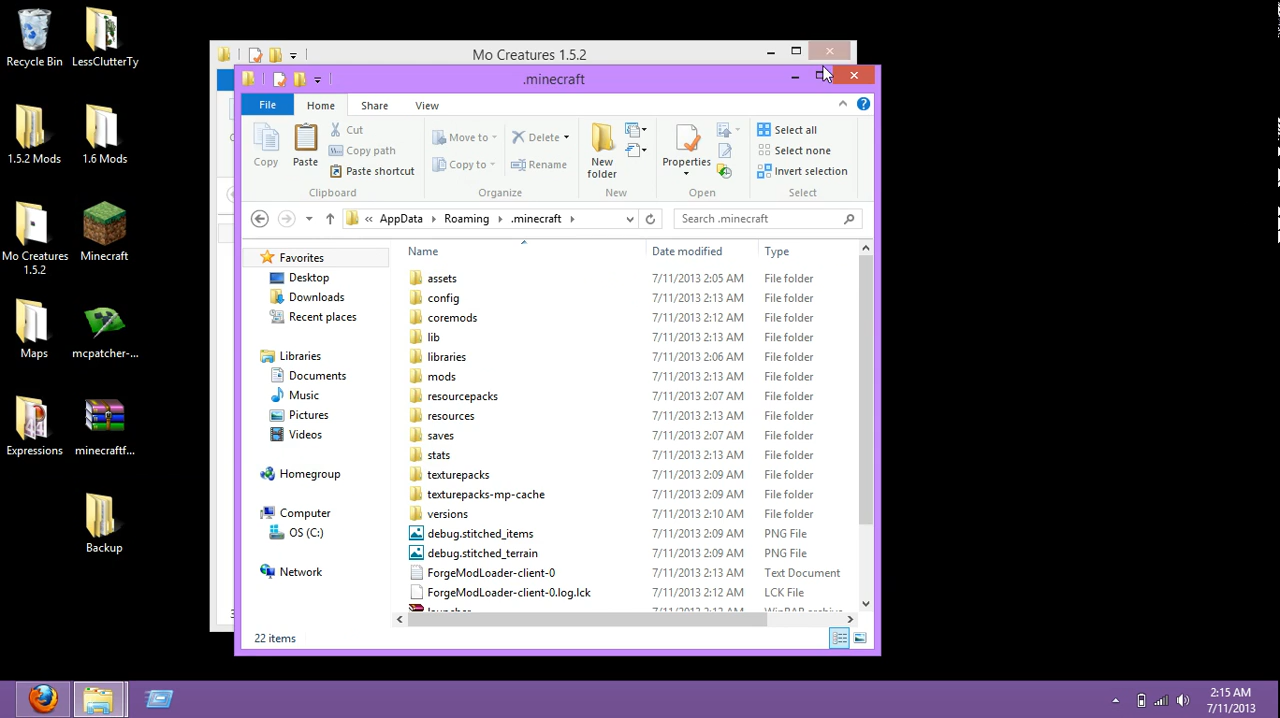 Recycle Bin
LessClutterTy
1.5.2 Mods
1.6 Mods
Mo Creatures
1.5.2
Minecraft
Maps
mcpatcher-...
Expressions
minecraftf...
Backup
Mo Creatures 1.5.2
.minecraft
File
Home
Share
View
Copy
Paste
Cut
Copy path
Paste shortcut
Clipboard
Move to
Copy to
Delete
Rename
Organize
New
folder
New
Properties
Open
Select all
Select none
Invert selection
Select
« AppData Roaming .minecraft
Search .minecraft
Favorites
Desktop
Downloads
Recent places
Libraries
Documents
Music
Pictures
Videos
Homegroup
Computer
OS (C:)
Network
Name Date modified Type
assets 7/11/2013 2:05 AM File folder
config 7/11/2013 2:13 AM File folder
coremods 7/11/2013 2:12 AM File folder
lib 7/11/2013 2:13 AM File folder
libraries 7/11/2013 2:06 AM File folder
mods 7/11/2013 2:13 AM File folder
resourcepacks 7/11/2013 2:07 AM File folder
resources 7/11/2013 2:13 AM File folder
saves 7/11/2013 2:07 AM File folder
stats 7/11/2013 2:13 AM File folder
texturepacks 7/11/2013 2:09 AM File folder
texturepacks-mp-cache 7/11/2013 2:09 AM File folder
versions 7/11/2013 2:10 AM File folder
debug.stitched_items 7/11/2013 2:09 AM PNG File
debug.stitched_terrain 7/11/2013 2:09 AM PNG File
ForgeModLoader-client-0 7/11/2013 2:13 AM Text Document
ForgeModLoader-client-0.log.lck 7/11/2013 2:12 AM LCK File
22 items
2:15 AM
7/11/2013